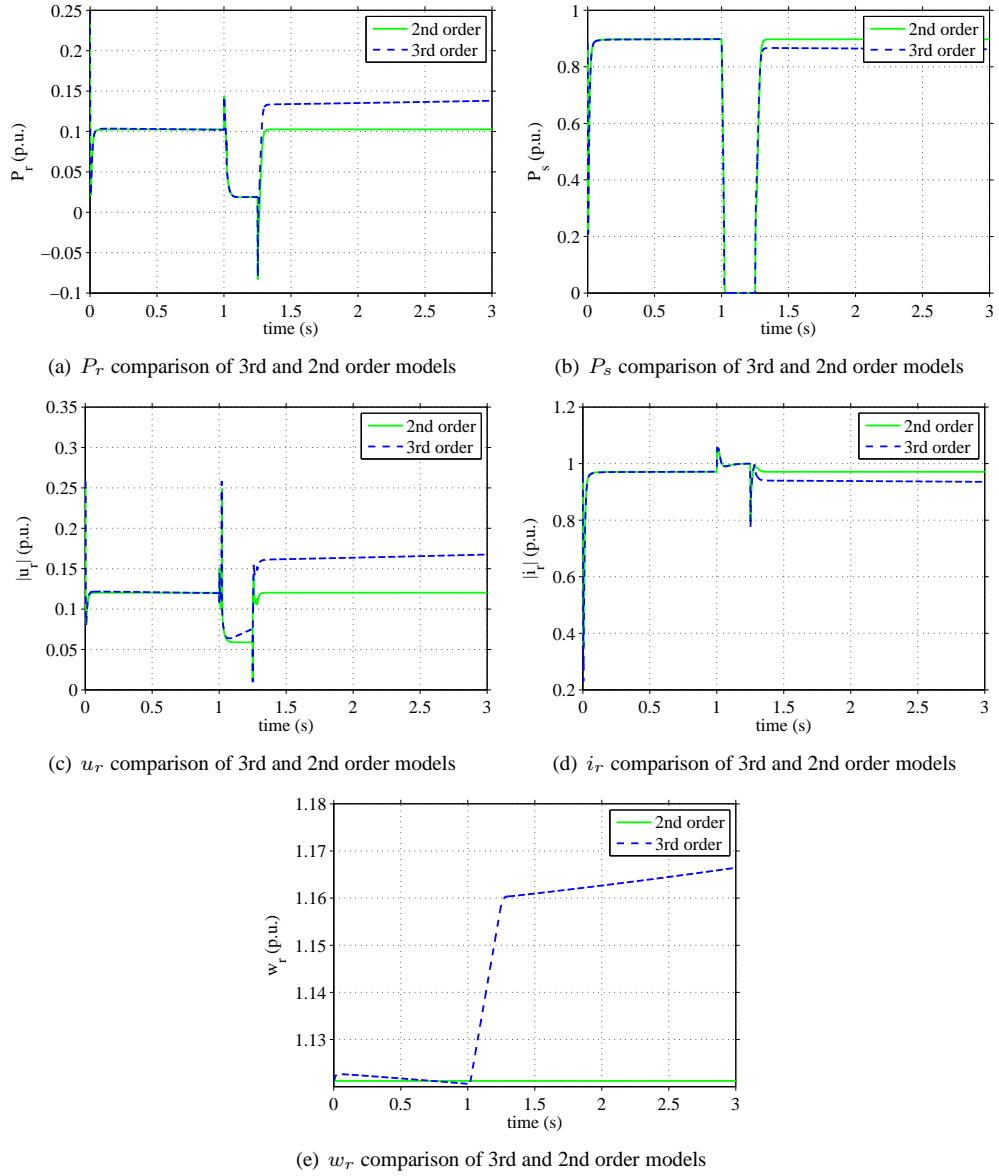 0.25
0.2
0.15
0.1
0.05
0
−0.05
−0.1
P_r (p.u.)
0 0.5 1 1.5 2 2.5 3
time (s)
2nd order
3rd order
(a) P_r comparison of 3rd and 2nd order models
1
0.8
0.6
0.4
0.2
0
P_s (p.u.)
0 0.5 1 1.5 2 2.5 3
time (s)
2nd order
3rd order
(b) P_s comparison of 3rd and 2nd order models
0.35
0.3
0.25
0.2
0.15
0.1
0.05
0
|u_r| (p.u.)
0 0.5 1 1.5 2 2.5 3
time (s)
2nd order
3rd order
(c) u_r comparison of 3rd and 2nd order models
1.2
1
0.8
0.6
0.4
0.2
|i_r| (p.u.)
0 0.5 1 1.5 2 2.5 3
time (s)
2nd order
3rd order
(d) i_r comparison of 3rd and 2nd order models
1.18
1.17
1.16
1.15
1.14
1.13
w_r (p.u.)
0 0.5 1 1.5 2 2.5 3
time (s)
2nd order
3rd order
(e) w_r comparison of 3rd and 2nd order models